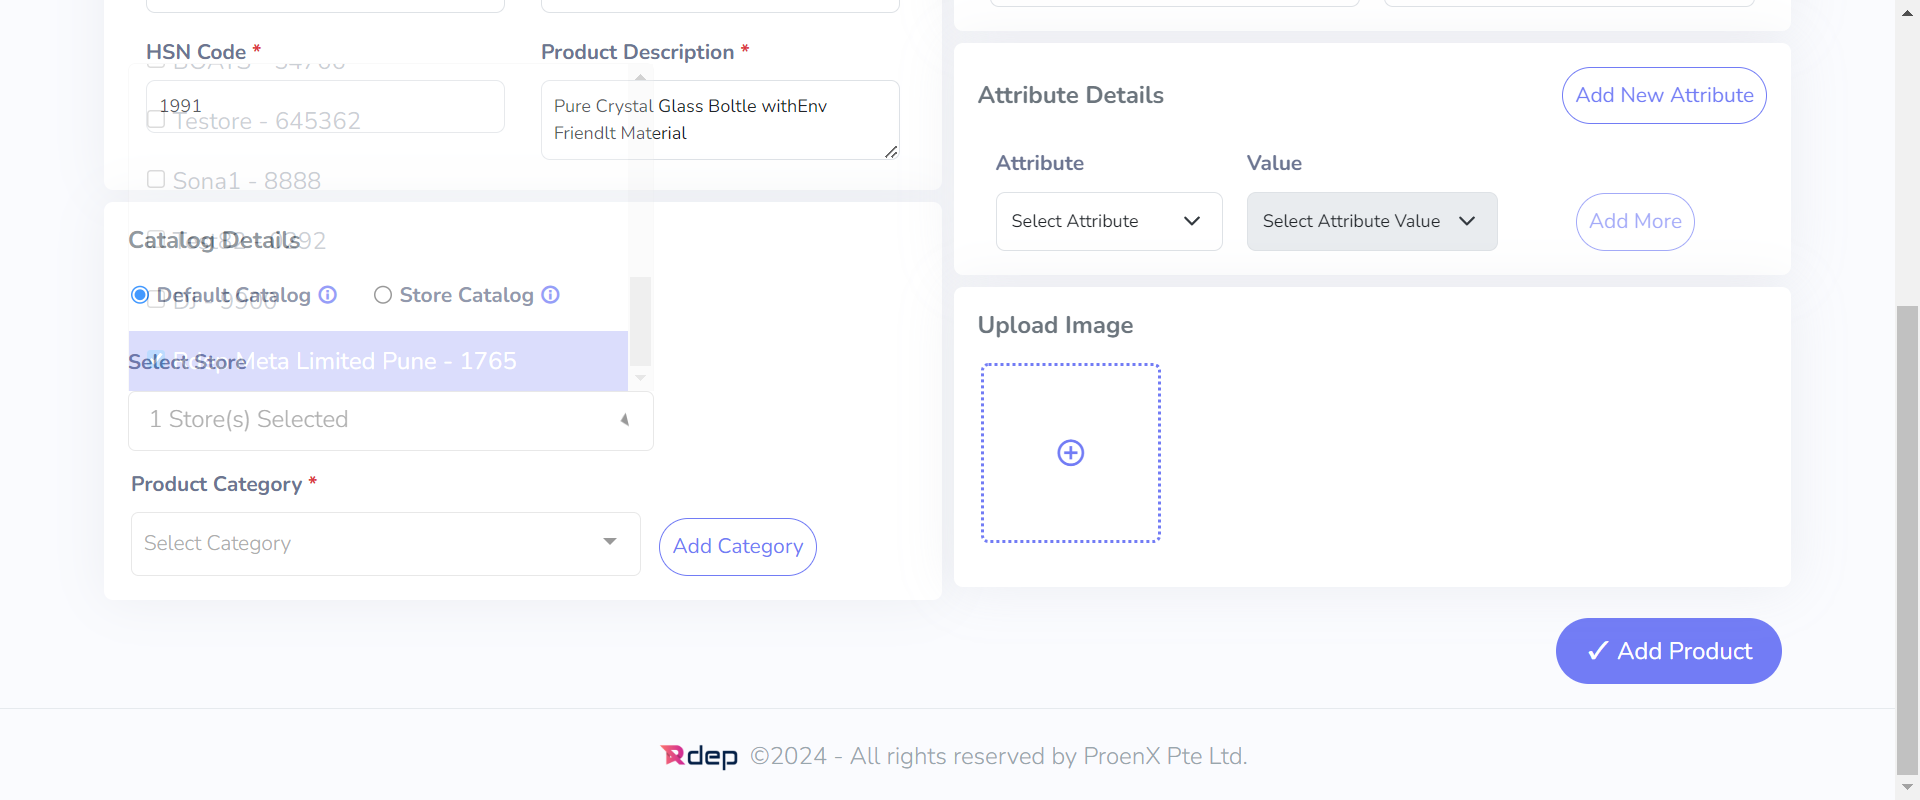 HSN Code *
1991
Product Description *
Pure Crystal Glass Boltle withEnv
Friendlt Material
Testore - 645362
Sona1 - 8888
Catalog Details
Default Catalog
Store Catalog
Select Store
Meta Limited Pune - 1765
1 Store(s) Selected
Product Category *
Select Category
Add Category
Attribute Details
Add New Attribute
Attribute
Value
Select Attribute
Select Attribute Value
Add More
Upload Image
✓ Add Product
Rdep ©2024 - All rights reserved by ProenX Pte Ltd.